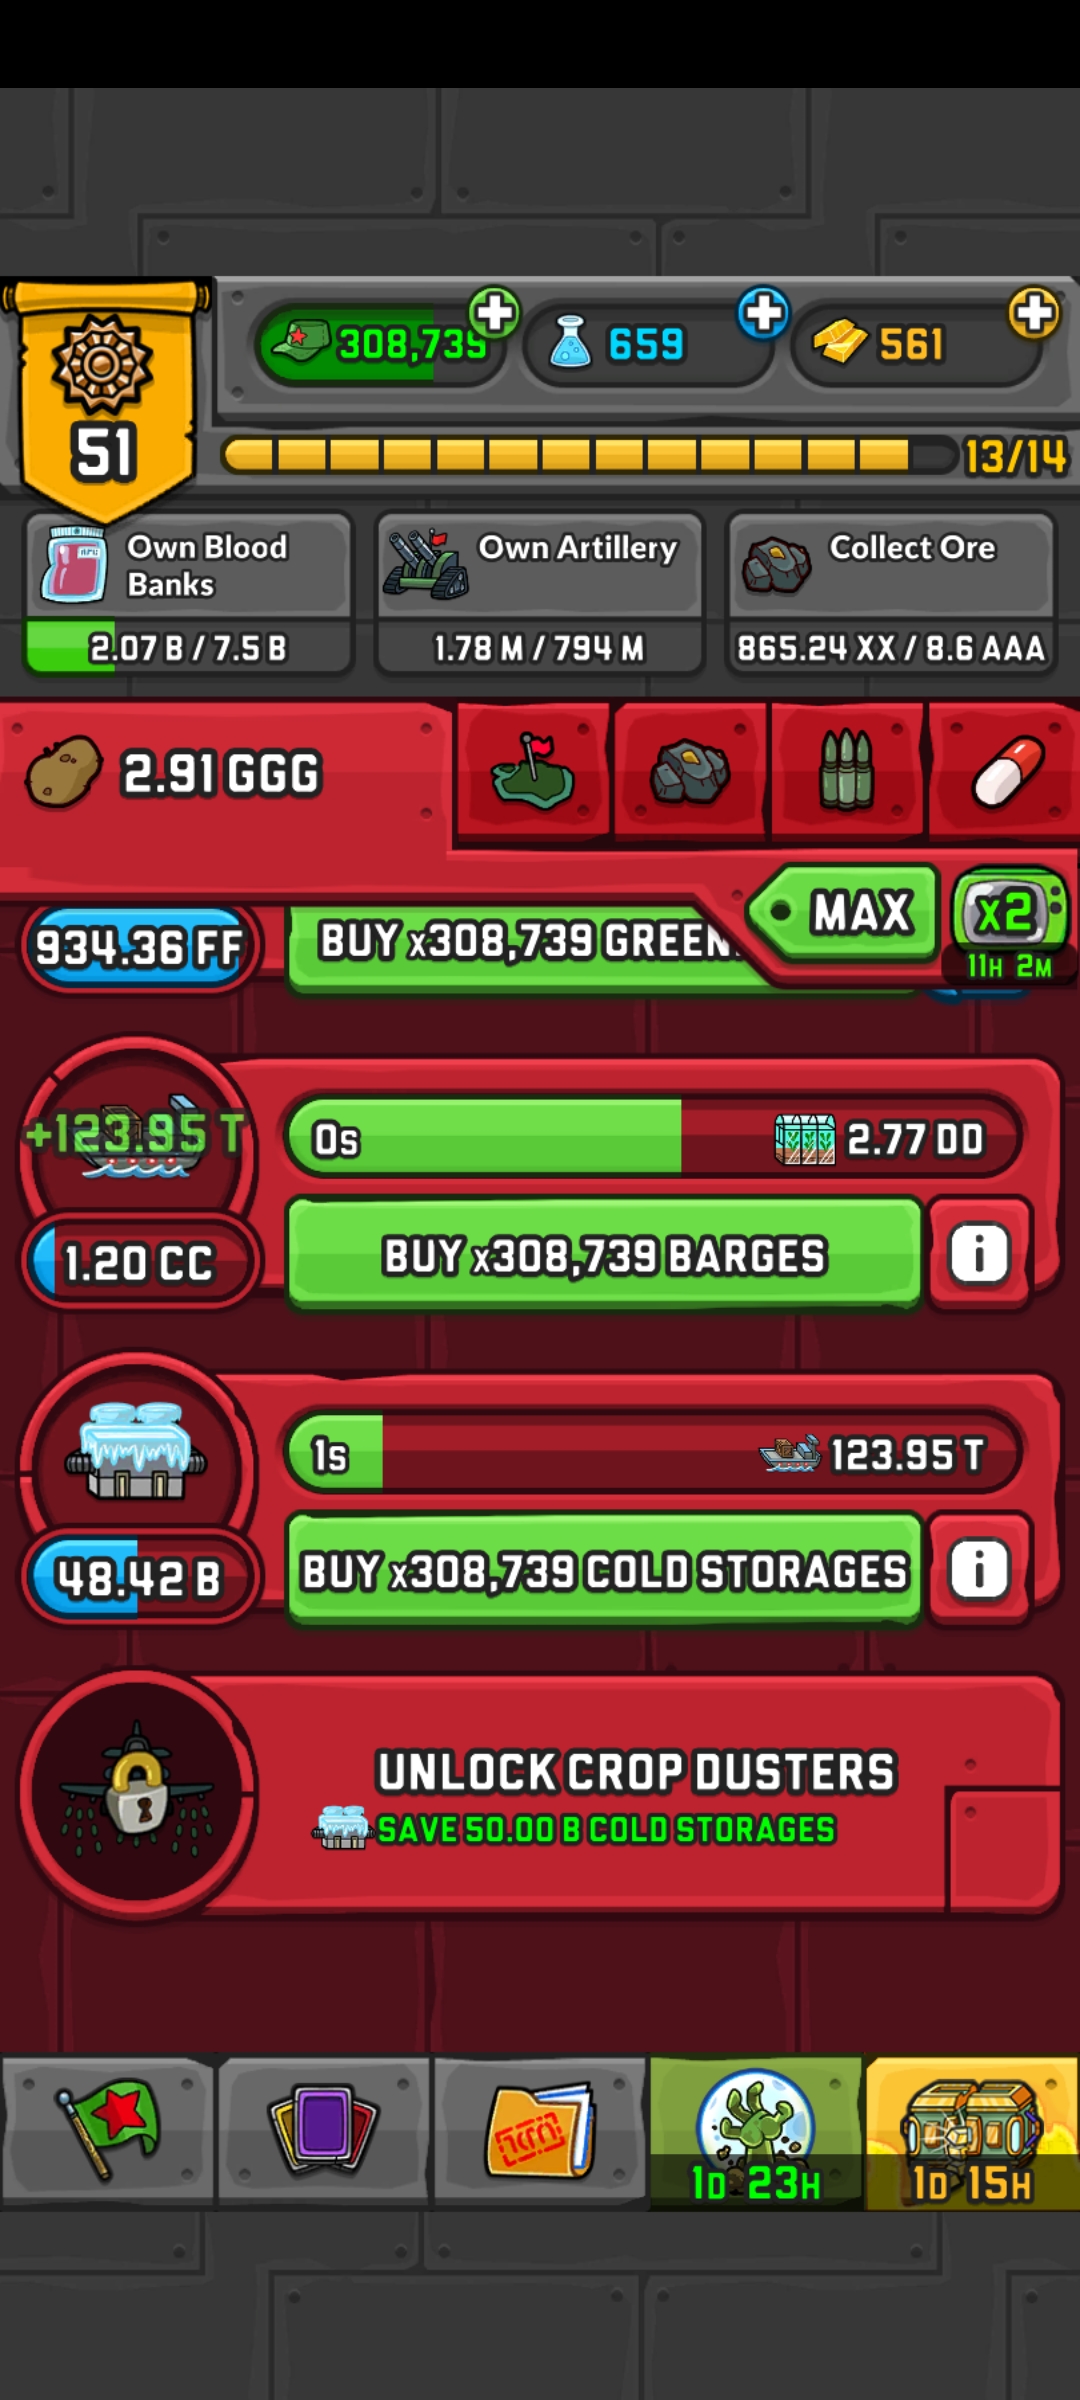 308,739
659
561
51
13/14
Own Blood
Banks
2.07 B / 7.5 B
Own Artillery
1.78 M / 794 M
Collect Ore
865.24 XX / 8.6 AAA
2.91 GGG
MAX
x2
11H 2M
934.36 FF
BUY x308,739 GREEN
+123.95 T
0s
2.77 DD
1.20 CC
BUY x308,739 BARGES
i
1s
123.95 T
48.42 B
BUY x308,739 COLD STORAGES
i
UNLOCK CROP DUSTERS
SAVE 50.00 B COLD STORAGES
1D 23H
1D 15H